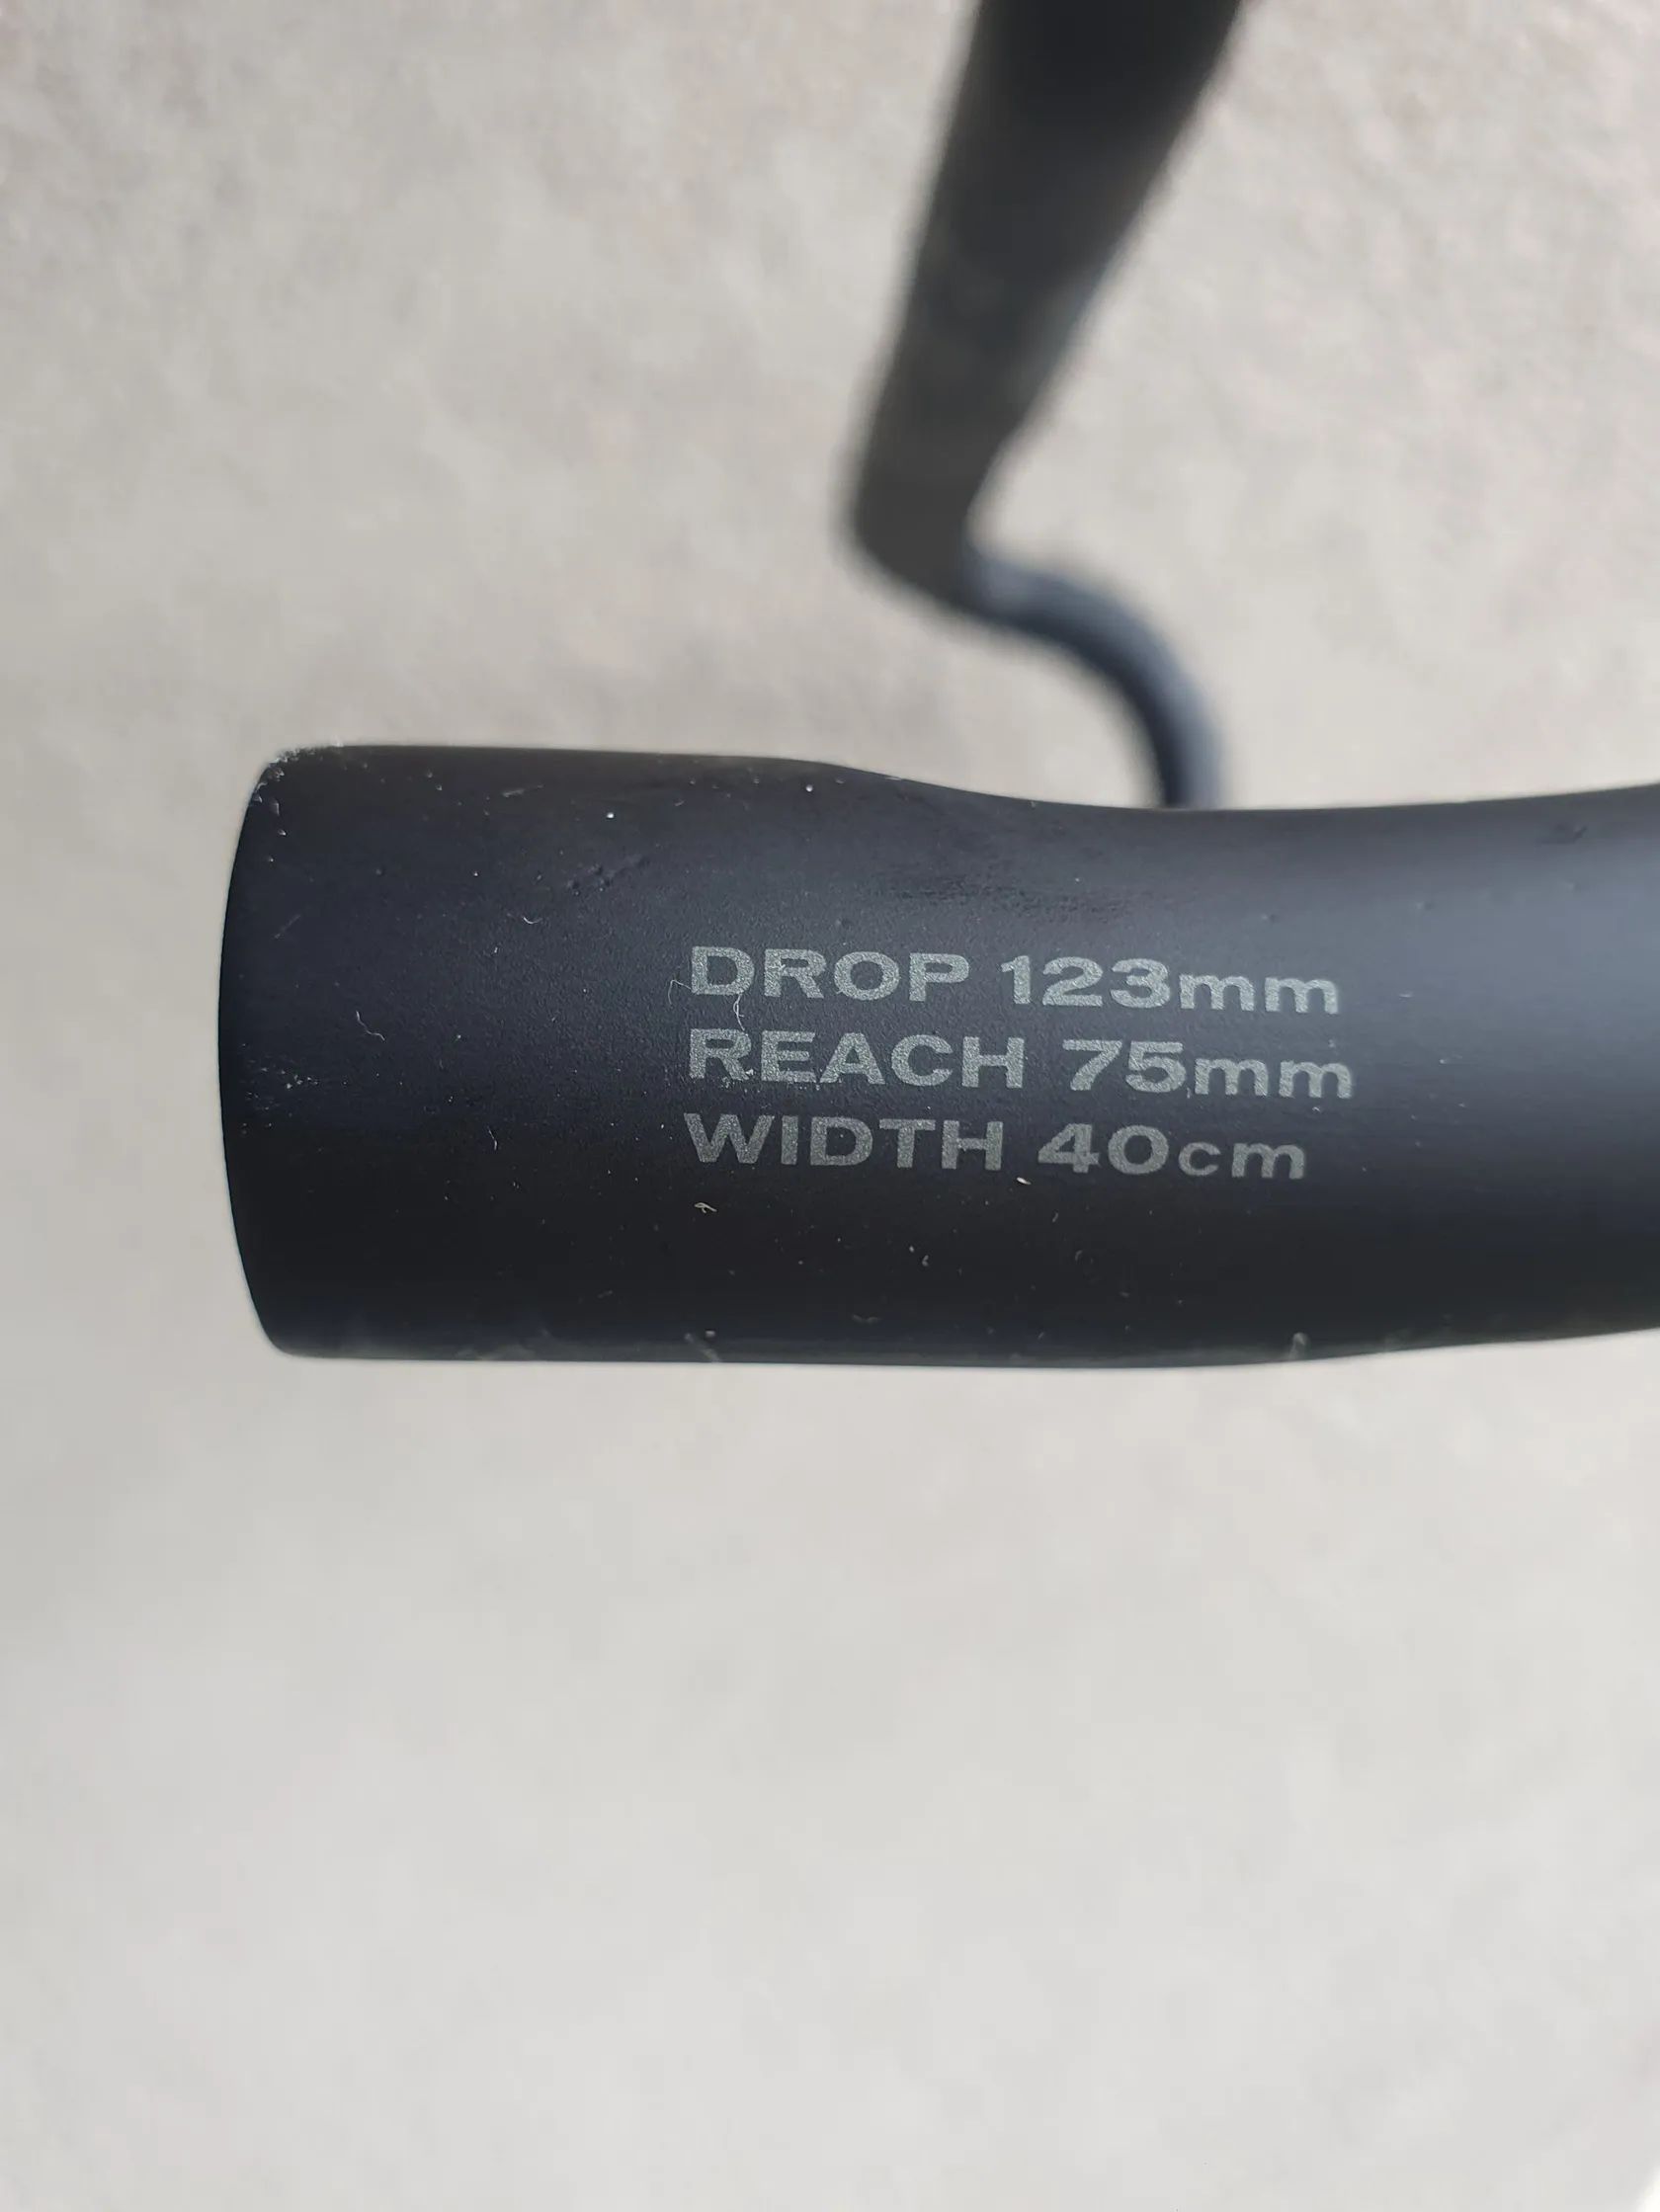 DROP 123mm
REACH 75mm
WIDTH 40cm